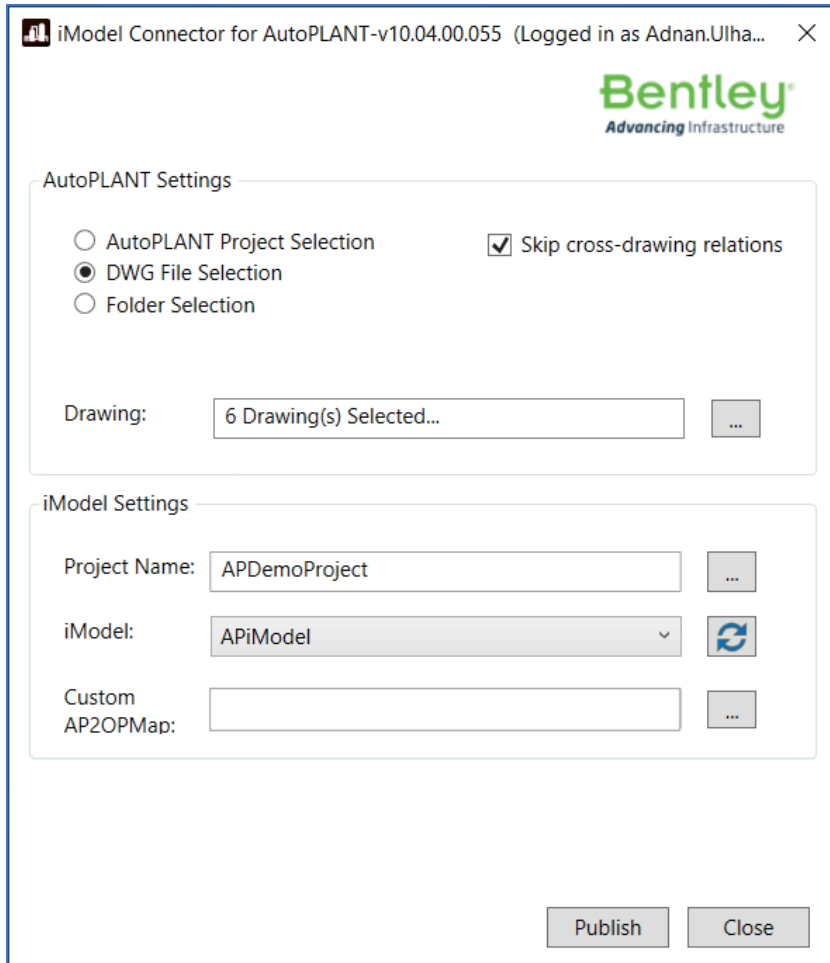 iModel Connector for AutoPLANT-v10.04.00.055 (Logged in as Adnan.Ulha...
Bentley
Advancing Infrastructure
AutoPLANT Settings
AutoPLANT Project Selection
Skip cross-drawing relations
DWG File Selection
Folder Selection
Drawing:
6 Drawing(s) Selected...
...
iModel Settings
Project Name:
APDemoProject
...
iModel:
APiModel
Custom
AP2OPMap:
...
Publish
Close